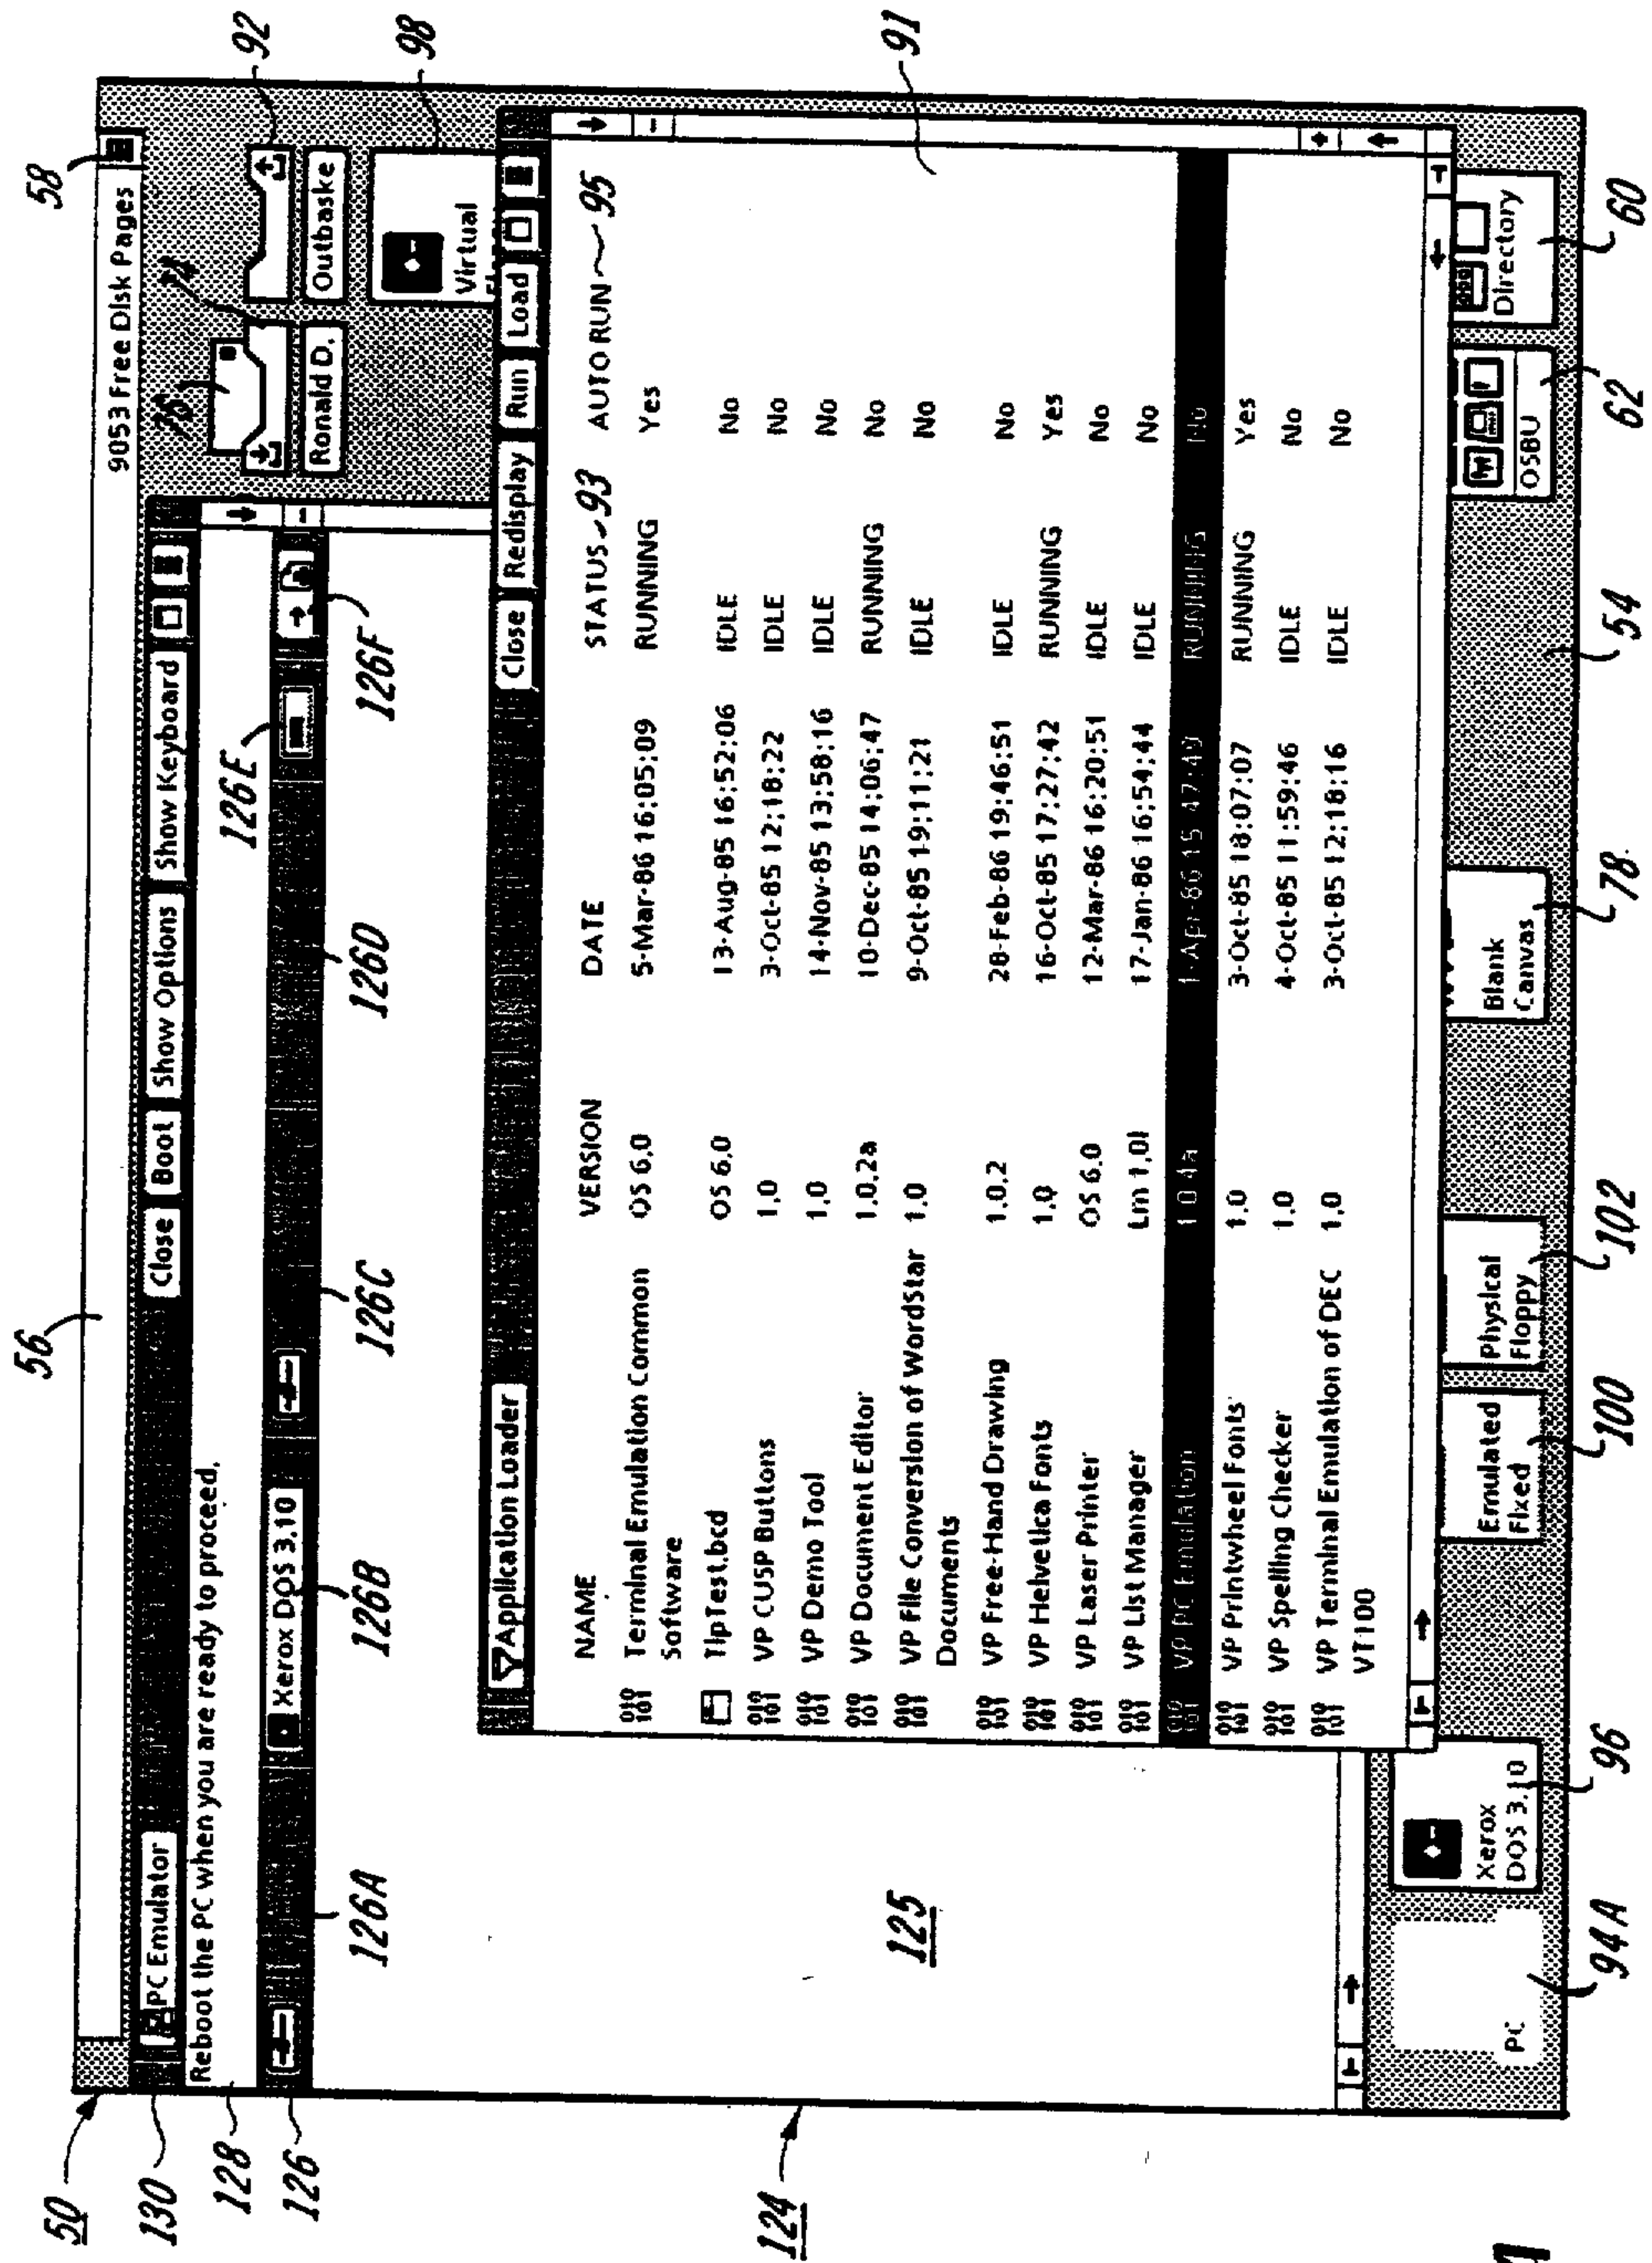 50
56
58
9053 Free Disk Pages
130
PC Emulator
Close
Boot
Show Options
Show Keyboard
128
Reboot the PC when you are ready to proceed.
126
Xerox DOS 3.10
126A
126B
126C
126D
126E
126F
Ronald D.
Outbaske
92
Virtual
98
124
125
Application Loader
Close
Redisplay
Run
Load
NAME VERSION DATE STATUS 93 AUTO RUN 95
Terminal Emulation Common OS 6.0 5-Mar-86 16:05:09 RUNNING Yes
Software
TipTest.bcd OS 6.0 13-Aug-85 16:52:06 IDLE No
VP CUSP Buttons 1.0 3-Oct-85 12:18:22 IDLE No
VP Demo Tool 1.0 14-Nov-85 13:58:16 IDLE No
VP Document Editor 1.0.2a 10-Dec-85 14:06:47 RUNNING No
VP File Conversion of WordStar 1.0 9-Oct-85 19:11:21 IDLE No
Documents
VP Free-Hand Drawing 1.0.2 28-Feb-86 19:46:51 IDLE No
VP Helvetica Fonts 1.0 16-Oct-85 17:27:42 RUNNING Yes
VP Laser Printer OS 6.0 12-Mar-86 16:20:51 IDLE No
VP List Manager 17-Jan-86 16:54:44 IDLE No
VP PC Emulation 1.0.4a 1-Apr-86 15:47:49 RUNNING No
VP Printwheel Fonts 1.0 3-Oct-85 18:07:07 RUNNING Yes
VP Spelling Checker 1.0 4-Oct-85 11:59:46 IDLE No
VP Terminal Emulation of DEC 1.0 3-Oct-85 12:18:16 IDLE No
VT100
91
PC
Xerox
DOS 3.10
Emulated
Fixed
Physical
Floppy
Blank
Canvas
OSBU
Directory
94A
96
100
102
78
54
62
60